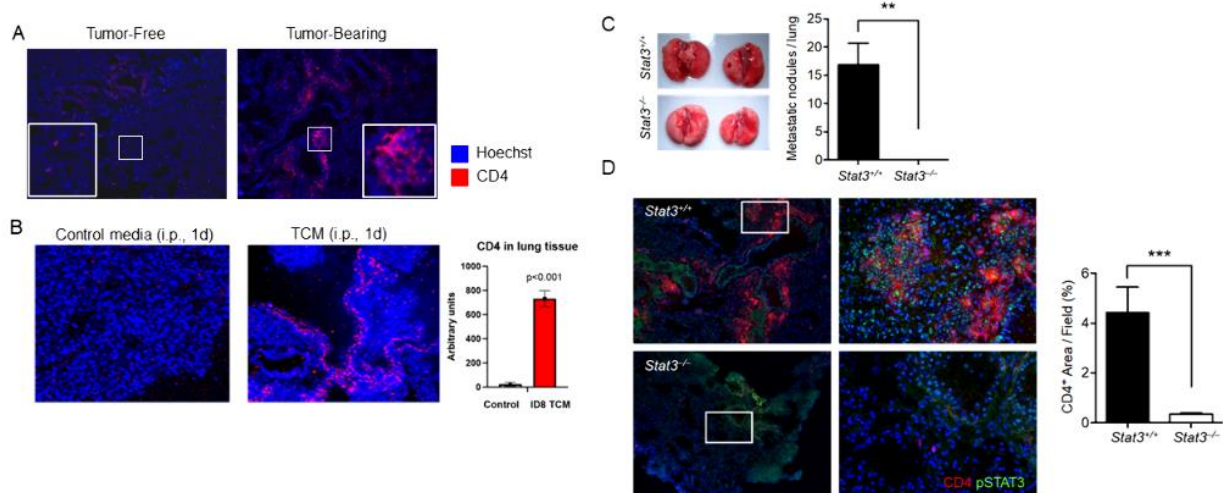 A
Tumor-Free
Tumor-Bearing
Hoechst
CD4
B
Control media (i.p., 1d)
TCM (i.p., 1d)
CD4 in lung tissue
p<0.001
Arbitrary units
1000
800
600
400
200
0
Control
ID8 TCM
C
Stat3+/+
Stat3–/–
**
Metastatic nodules / lung
25
20
15
10
5
0
Stat3+/+
Stat3–/–
D
Stat3+/+
Stat3–/–
CD4 pSTAT3
***
CD4+ Area / Field (%)
6
4
2
0
Stat3+/+
Stat3–/–